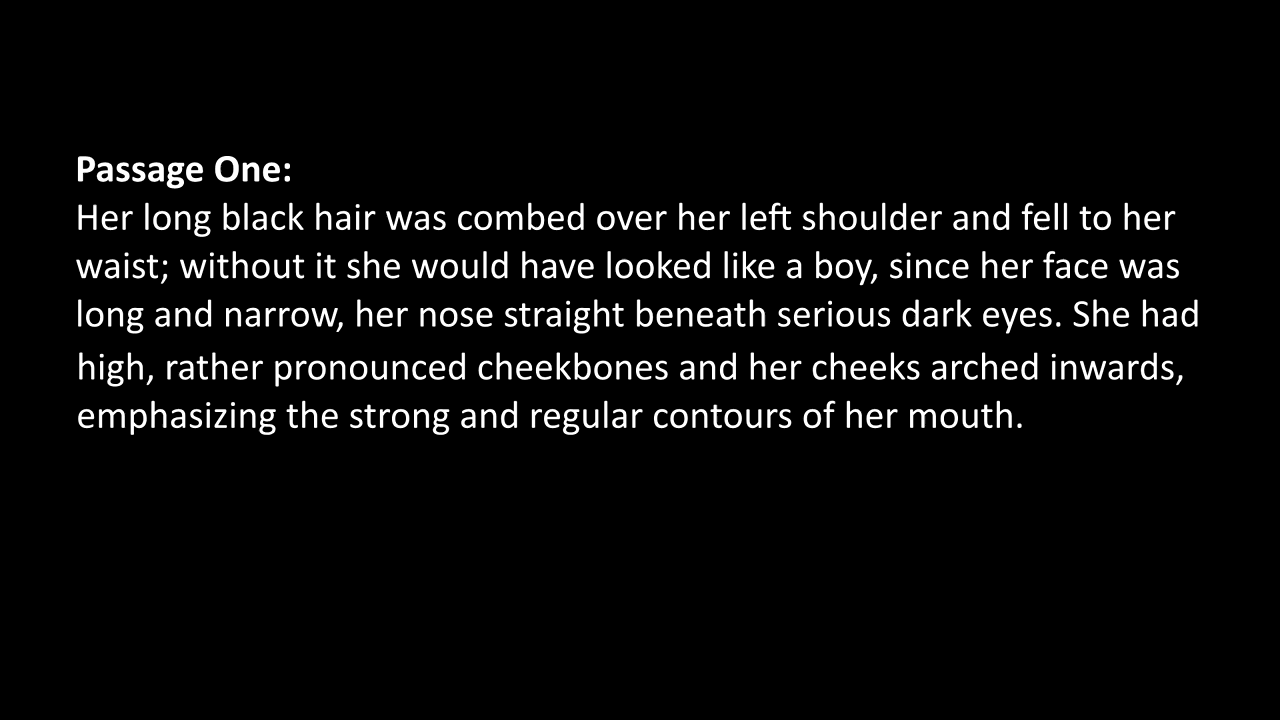 Passage One:
Her long black hair was combed over her left shoulder and fell to her
waist; without it she would have looked like a boy, since her face was
long and narrow, her nose straight beneath serious dark eyes. She had
high, rather pronounced cheekbones and her cheeks arched inwards,
emphasizing the strong and regular contours of her mouth.